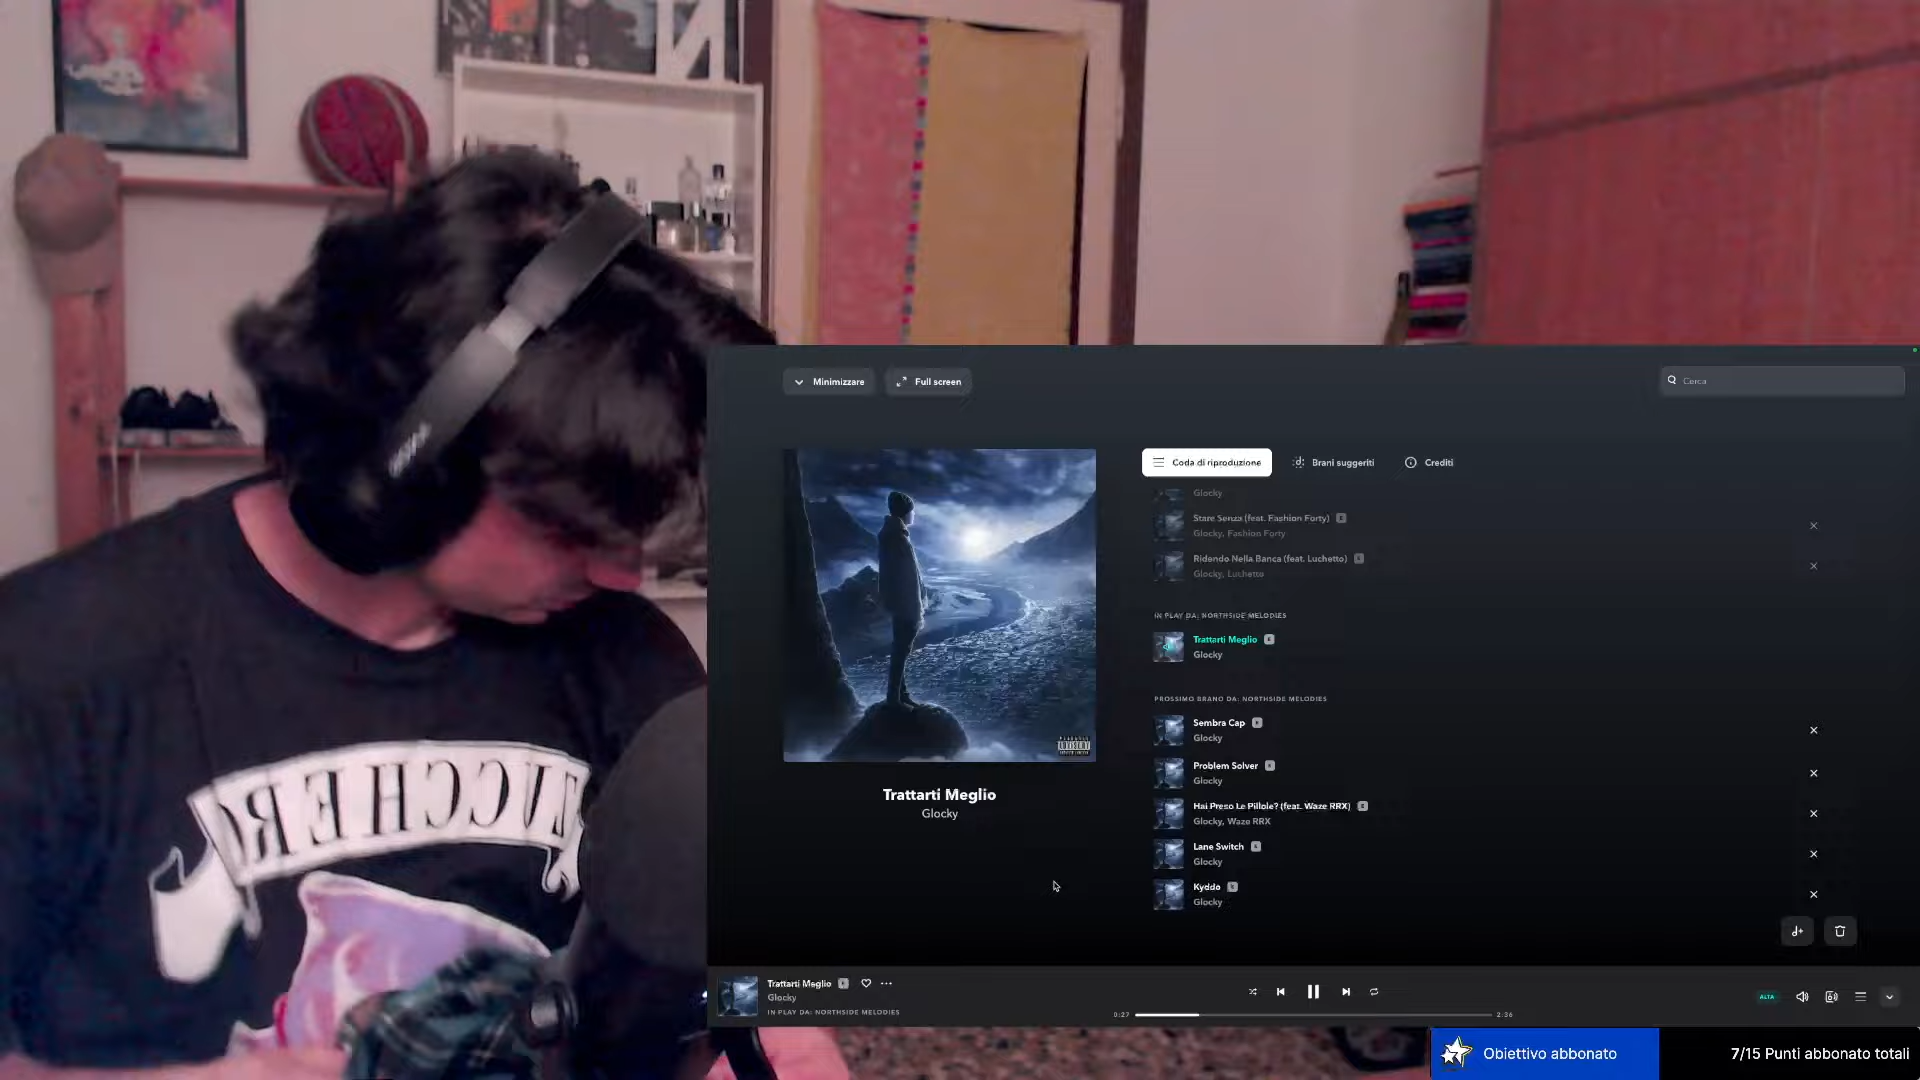 Minimizzare
Full screen
Cerca
Coda di riproduzione
Brani suggeriti
Crediti
Glocky
Stare Senza (feat. Fashion Forty) E
Glocky, Fashion Forty
Ridendo Nella Banca (feat. Luchetto) E
Glocky, Luchetto
IN PLAY DA: NORTHSIDE MELODIES
Trattarti Meglio E
Glocky
PROSSIMO BRANO DA: NORTHSIDE MELODIES
Sembra Cap E
Glocky
Problem Solver E
Glocky
Hai Preso Le Pillole? (feat. Waze RRX) E
Glocky, Waze RRX
Lane Switch E
Glocky
Kyddo E
Glocky
Trattarti Meglio
Glocky
ZUCCHERO
Trattarti Meglio E
Glocky
IN PLAY DA: NORTHSIDE MELODIES
0:27
2:36
ALTA
7
Obiettivo abbonato
7/15 Punti abbonato totali